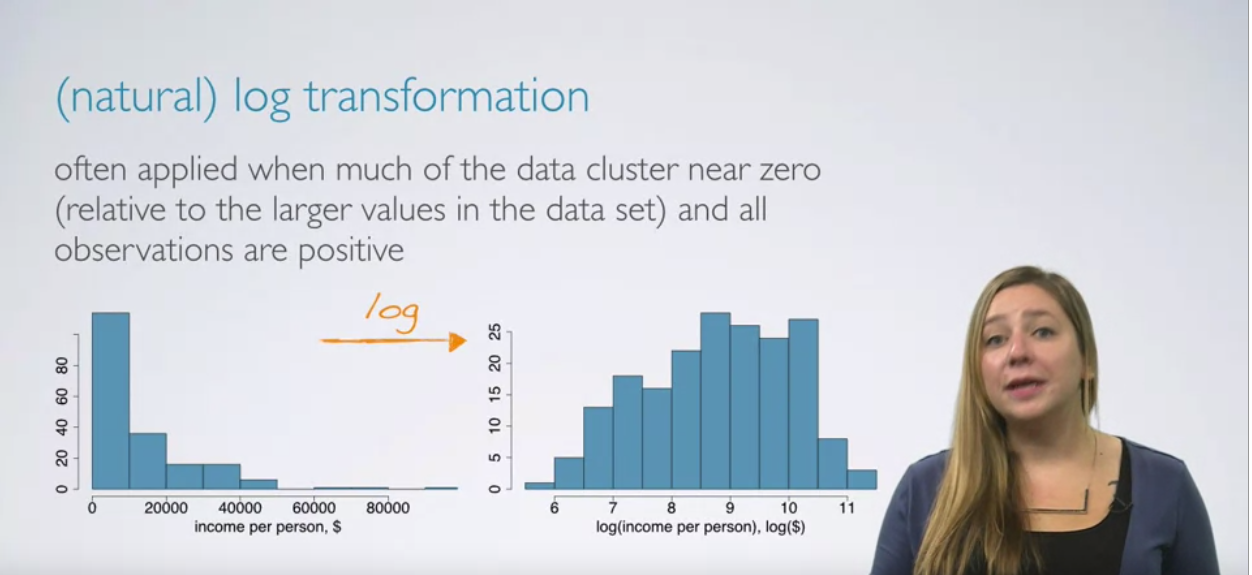 (natural) log transformation
often applied when much of the data cluster near zero
(relative to the larger values in the data set) and all
observations are positive
log
0 20 40 60 80
0 20000 40000 60000 80000
income per person, $
0 5 10 15 20 25
6 7 8 9 10 11
log(income per person), log($)